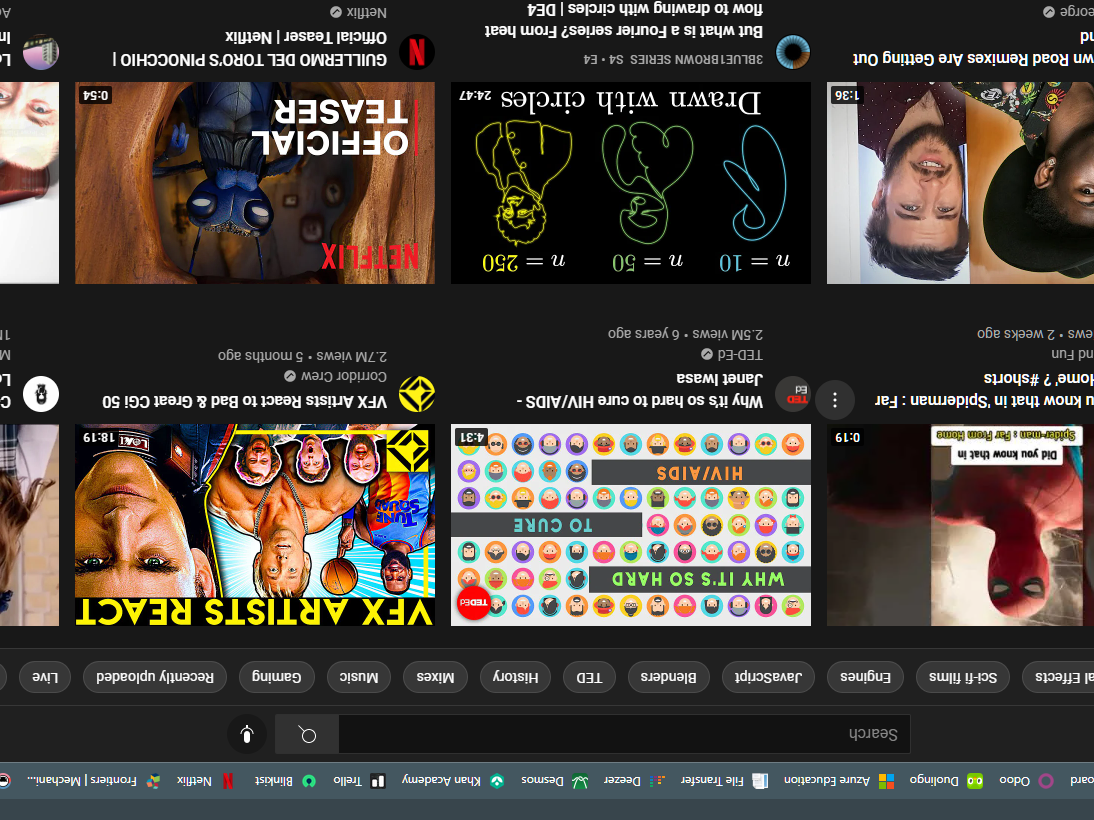 oard Odoo Duolingo Azure Education File Transfer Deezer Desmos Khan Academy Trello Blinkist Netflix Frontiers | Mechani...
Search
al Effects Sci-fi films Engines JavaScript Blenders TED History Mixes Music Gaming Recently uploaded Live
Did you know that in
Spider-man : Far From Home
0:19
u know that in 'Spiderman : Far
Home' ? #shorts
nd Fun
ews • 2 weeks ago
WHY IT'S SO HARD
TO CURE
HIV/AIDS
TEDEd
4:31
TED Ed
Why it's so hard to cure HIV/AIDS -
Janet Iwasa
TED-Ed
2.5M views • 6 years ago
VFX ARTISTS REACT
TUNE SQUAD
LOKI
18:19
VFX Artists React to Bad & Great CGi 50
Corridor Crew
2.7M views • 5 months ago
1:36
wn Road Remixes Are Getting Out
nd
eorge
n = 10 n = 50 n = 250
Drawn with circles
24:47
3BLUE1BROWN SERIES S4 • E4
But what is a Fourier series? From heat
flow to drawing with circles | DE4
NETFLIX
OFFICIAL
TEASER
0:54
GUILLERMO DEL TORO'S PINOCCHIO |
Official Teaser | Netflix
Netflix